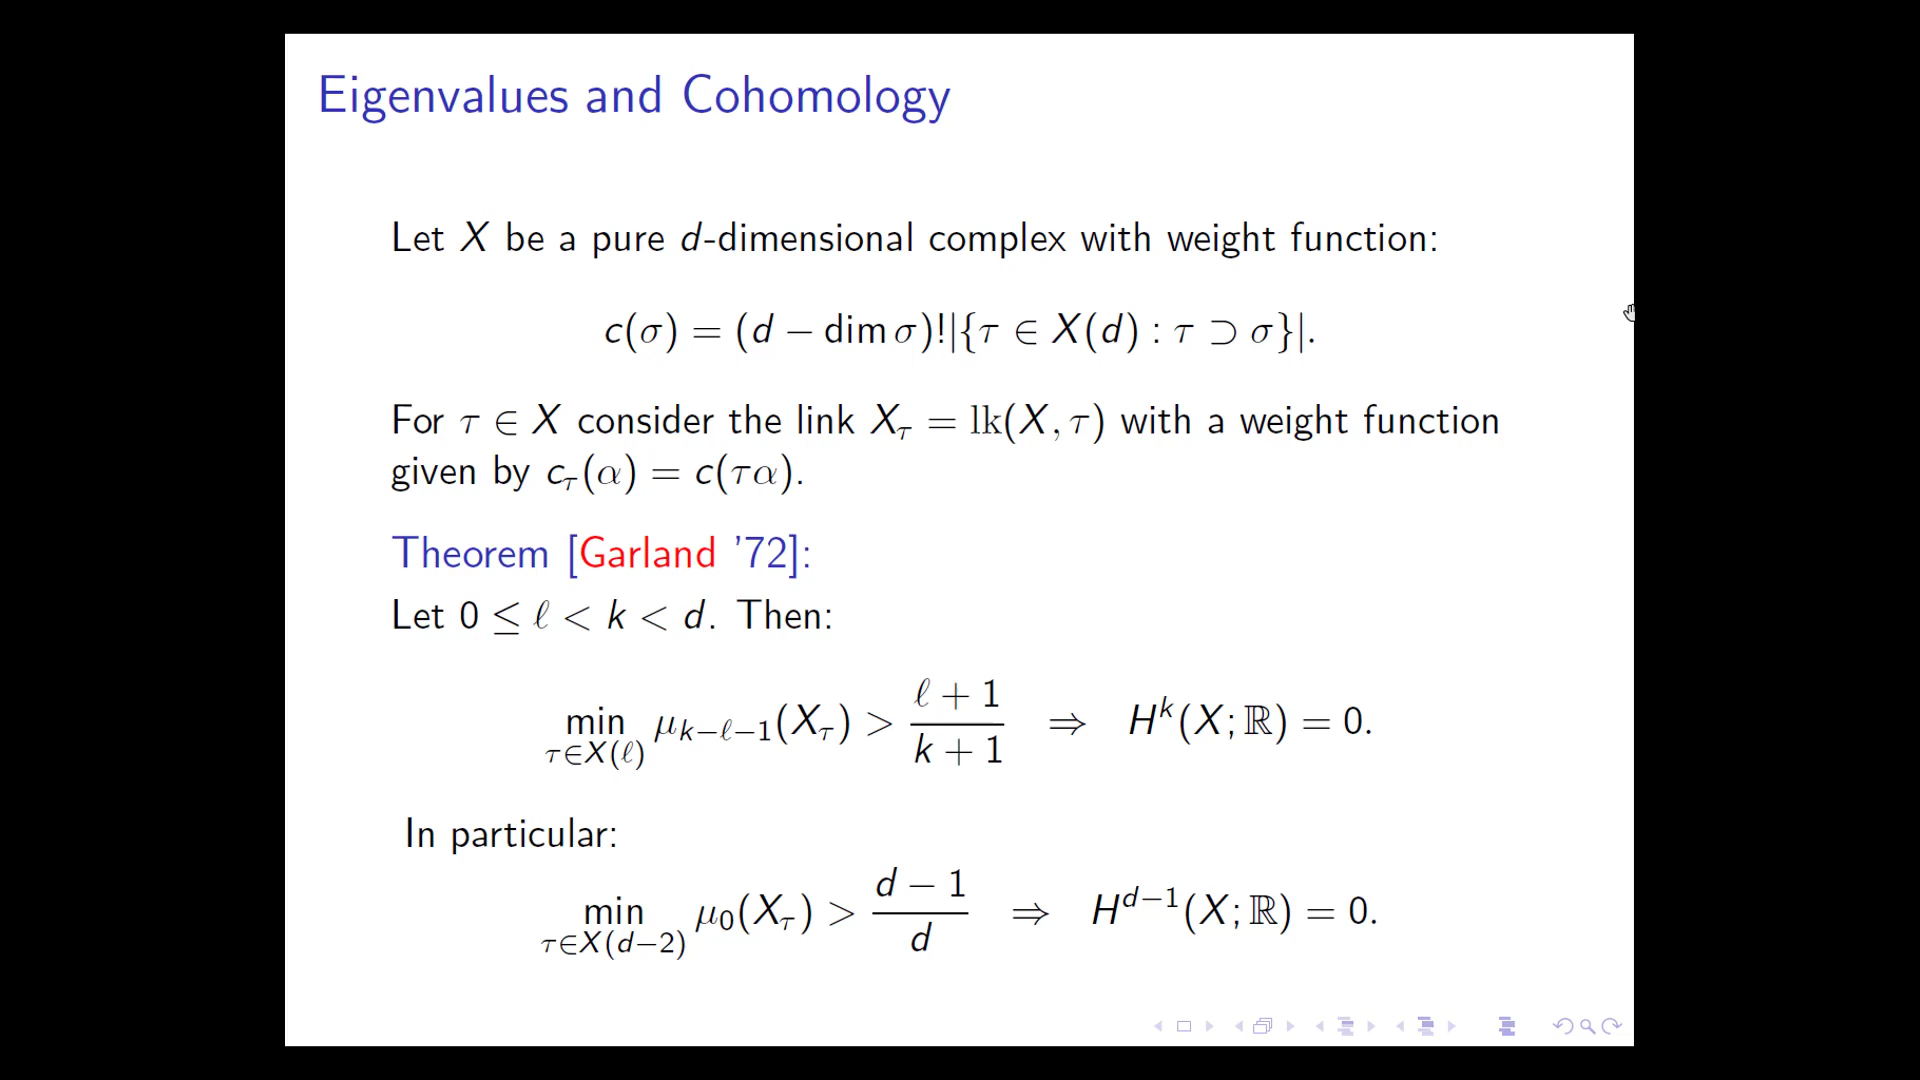 Eigenvalues and Cohomology
Let X be a pure d-dimensional complex with weight function:
c(σ) = (d − dim σ)!|{τ ∈ X(d) : τ ⊃ σ}|.
For τ ∈ X consider the link X_τ = lk(X, τ) with a weight function
given by c_τ(α) = c(τα).
Theorem [Garland '72]:
Let 0 ≤ ℓ < k < d. Then:
min_{τ∈X(ℓ)} μ_{k−ℓ−1}(X_τ) > \frac{ℓ + 1}{k + 1} ⇒ H^k(X; ℝ) = 0.
In particular:
min_{τ∈X(d−2)} μ_0(X_τ) > \frac{d − 1}{d} ⇒ H^{d−1}(X; ℝ) = 0.